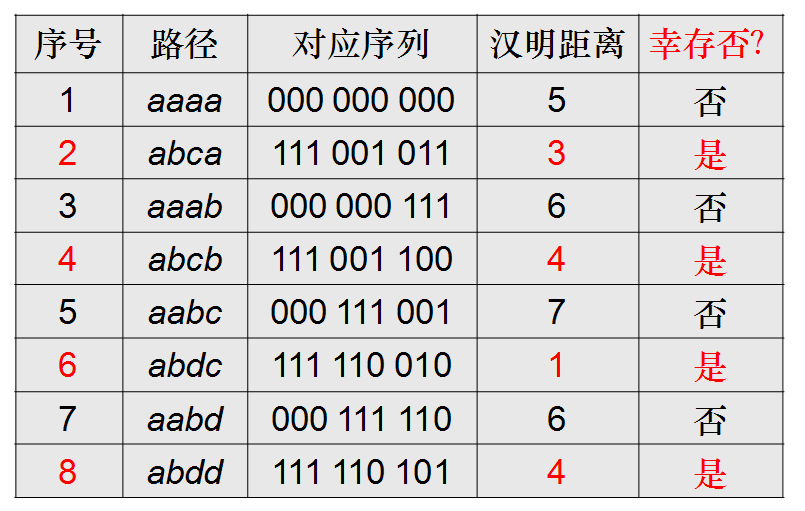 序号 路径 对应序列 汉明距离 幸存否?
1 aaaa 000 000 000 5 否
2 abca 111 001 011 3 是
3 aaab 000 000 111 6 否
4 abcb 111 001 100 4 是
5 aabc 000 111 001 7 否
6 abdc 111 110 010 1 是
7 aabd 000 111 110 6 否
8 abdd 111 110 101 4 是